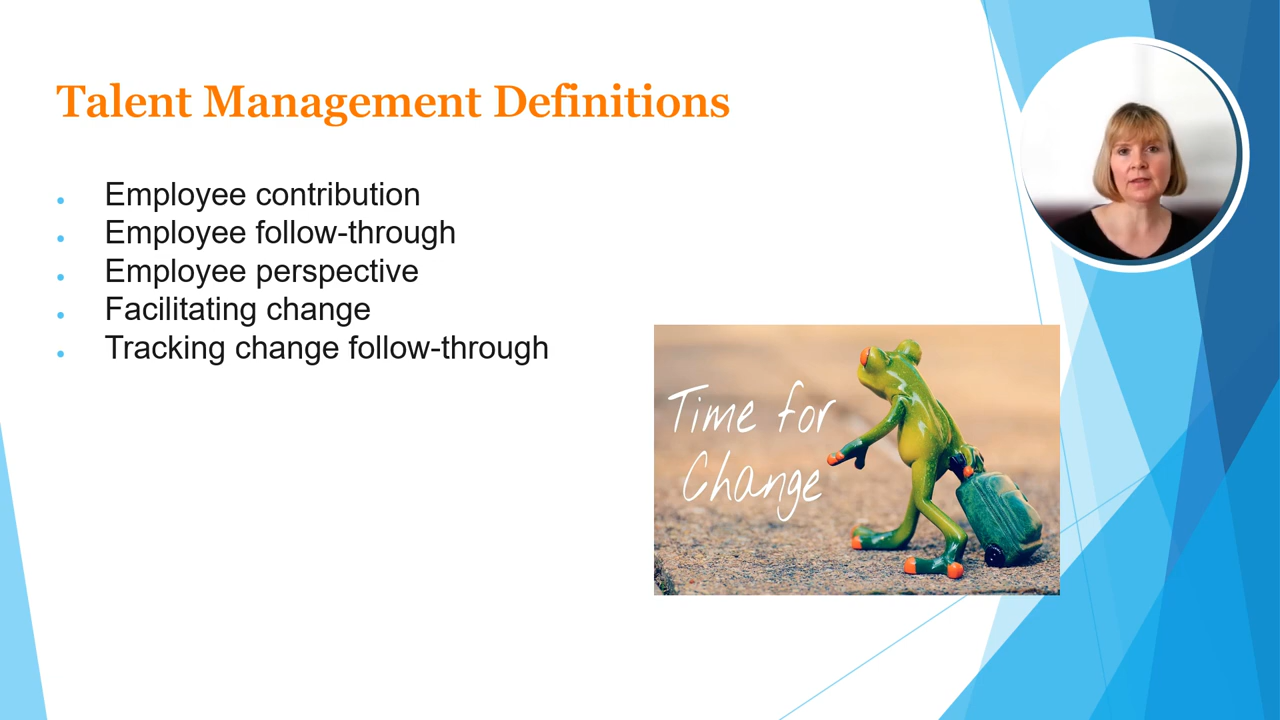 Talent Management Definitions
Employee contribution
Employee follow-through
Employee perspective
Facilitating change
Tracking change follow-through
Time for
Change